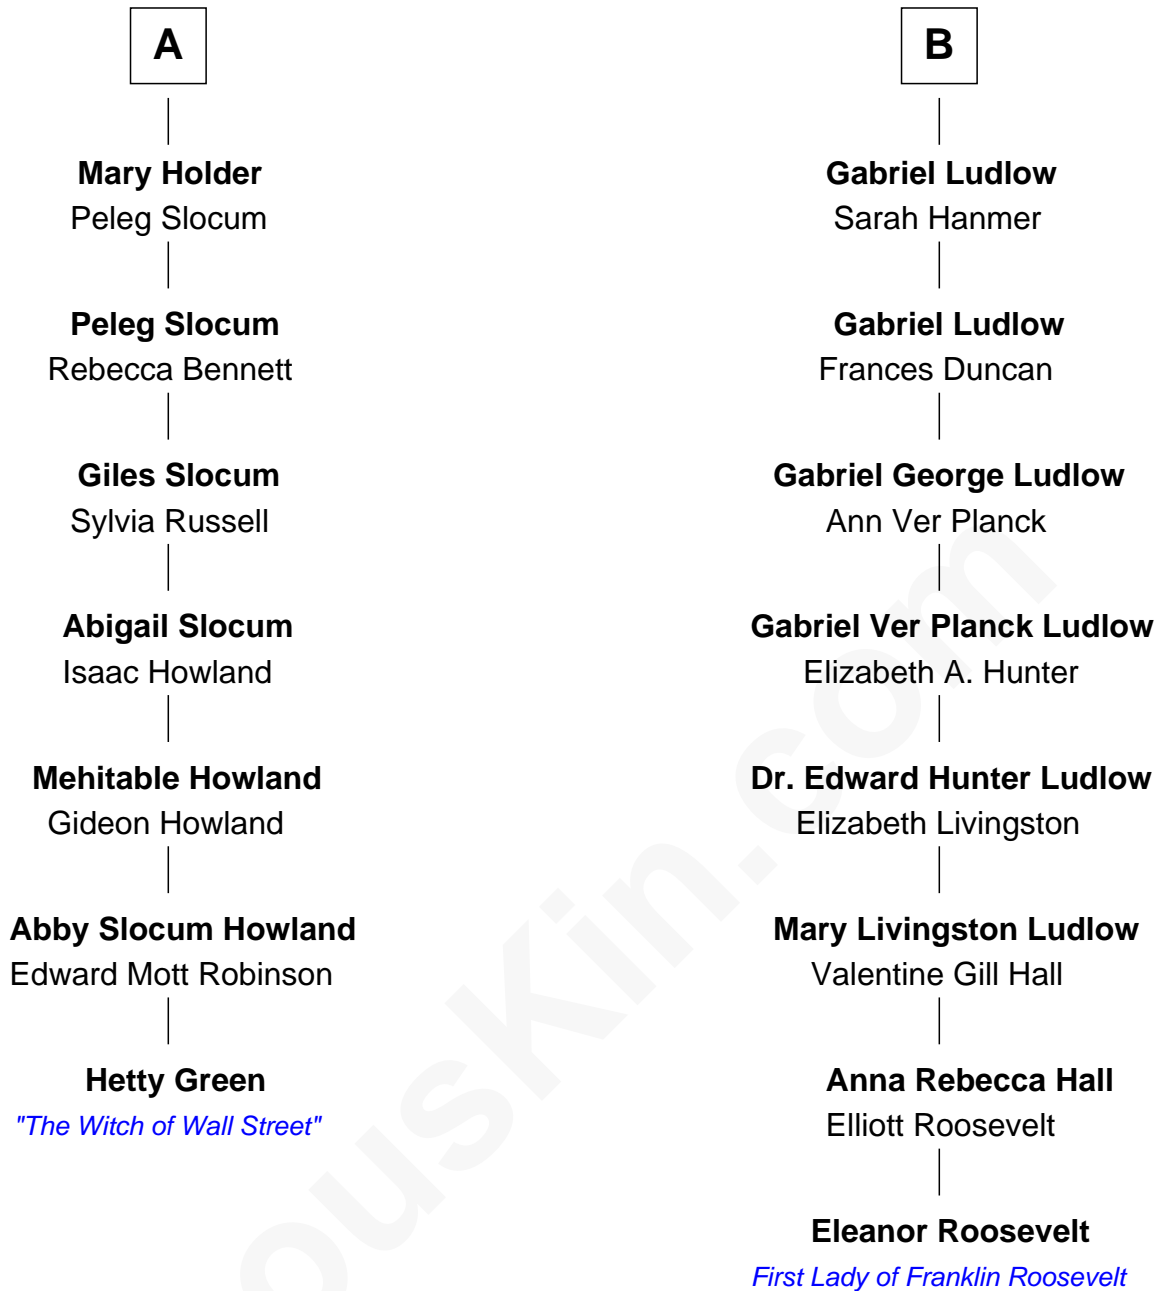 A
Mary Holder
Peleg Slocum
Peleg Slocum
Rebecca Bennett
Giles Slocum
Sylvia Russell
Abigail Slocum
Isaac Howland
Mehitable Howland
Gideon Howland
Abby Slocum Howland
Edward Mott Robinson
Hetty Green
"The Witch of Wall Street"
B
Gabriel Ludlow
Sarah Hanmer
Gabriel Ludlow
Frances Duncan
Gabriel George Ludlow
Ann Ver Planck
Gabriel Ver Planck Ludlow
Elizabeth A. Hunter
Dr. Edward Hunter Ludlow
Elizabeth Livingston
Mary Livingston Ludlow
Valentine Gill Hall
Anna Rebecca Hall
Elliott Roosevelt
Eleanor Roosevelt
First Lady of Franklin Roosevelt
ousKin.com